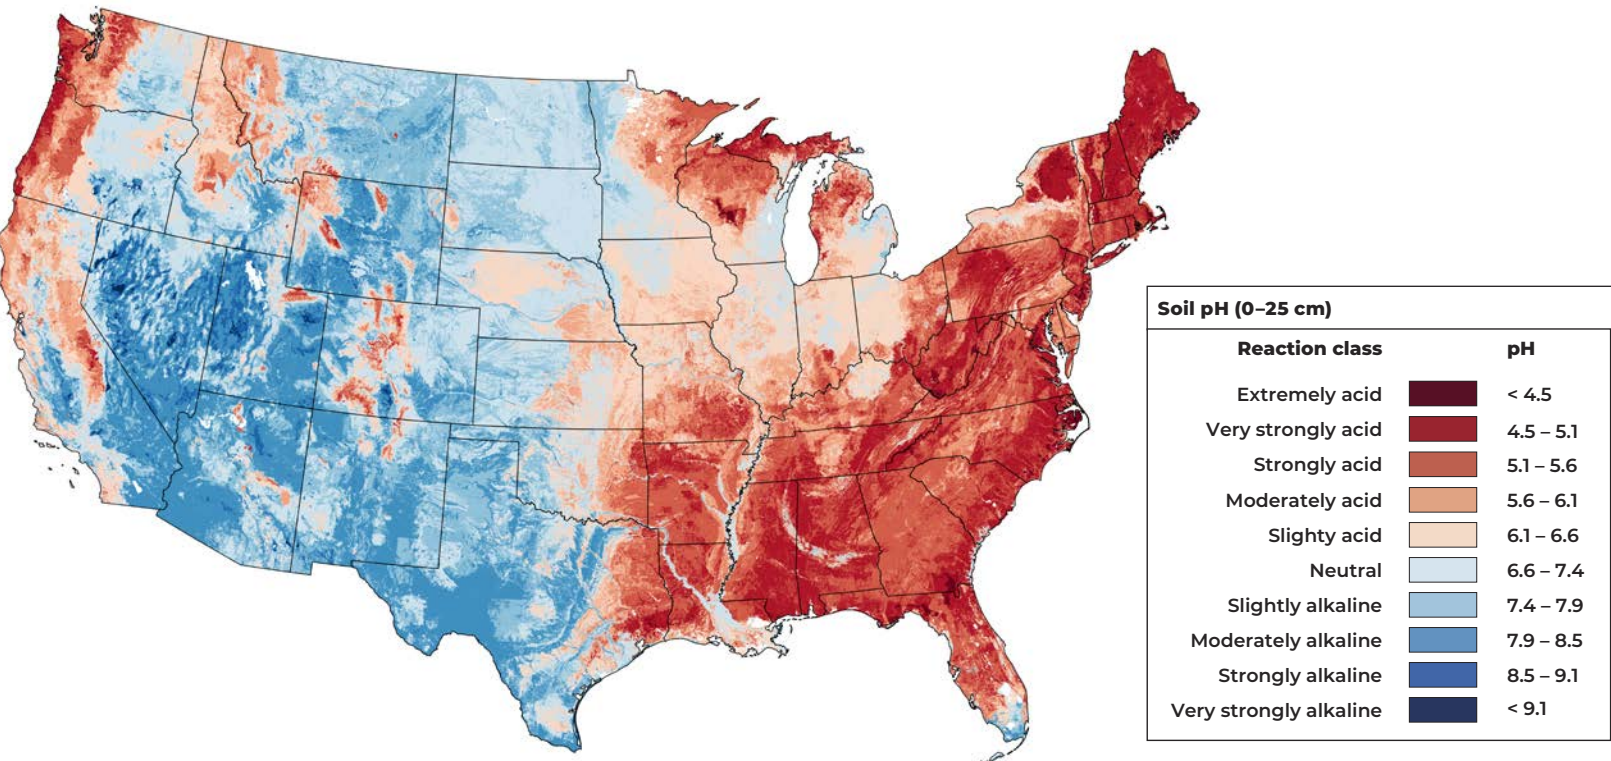 Soil pH (0–25 cm)
Reaction class pH
Extremely acid < 4.5
Very strongly acid 4.5 – 5.1
Strongly acid 5.1 – 5.6
Moderately acid 5.6 – 6.1
Slighty acid 6.1 – 6.6
Neutral 6.6 – 7.4
Slightly alkaline 7.4 – 7.9
Moderately alkaline 7.9 – 8.5
Strongly alkaline 8.5 – 9.1
Very strongly alkaline < 9.1